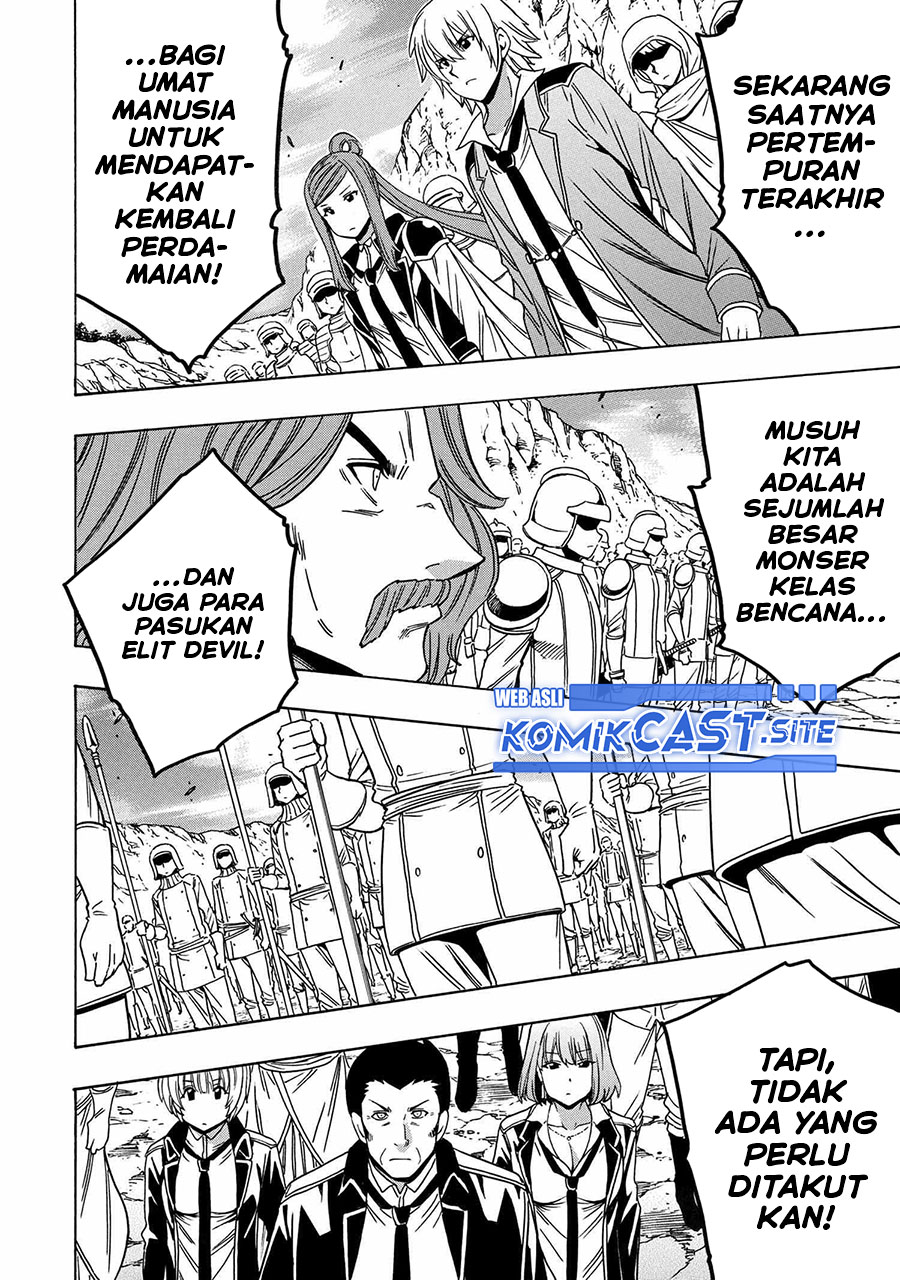 SEKARANG
SAATNYA
PERTEM-
PURAN
TERAKHIR
...
...BAGI
UMAT
MANUSIA
UNTUK
MENDAPAT-
KAN
KEMBALI
PERDA-
MAIAN!
MUSUH
KITA
ADALAH
SEJUMLAH
BESAR
MONSER
KELAS
BENCANA...
...DAN
JUGA PARA
PASUKAN
ELIT DEVIL!
WEB ASLI
KOMIKCAST.SITE
TAPI,
TIDAK
ADA YANG
PERLU
DITAKUT
KAN!